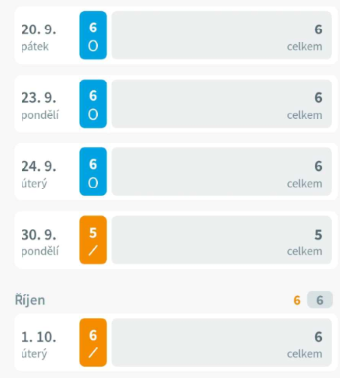 20. 9. 6 6
pátek O celkem
23. 9. 6 6
pondělí O celkem
24. 9. 6 6
úterý O celkem
30. 9. 5 5
pondělí / celkem
Říjen 6 6
1. 10. 6 6
úterý / celkem